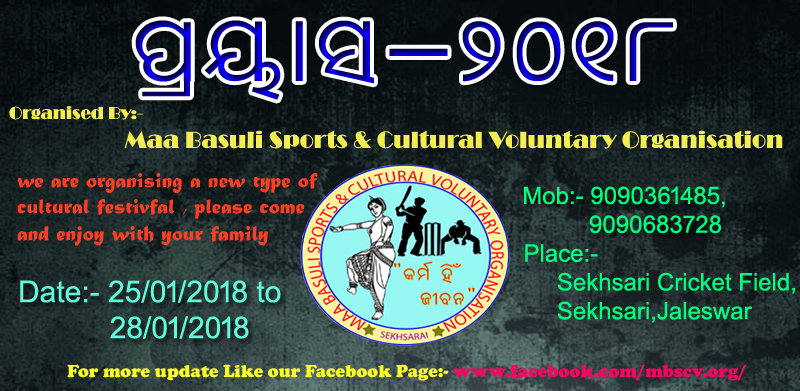 ପ୍ରୟାସ-୨୦୧୮
Organised By:-
Maa Basuli Sports & Cultural Voluntary Organisation
we are organising a new type of
cultural festivfal , please come
and enjoy with your family
Date:- 25/01/2018 to
28/01/2018
MAA BASULI SPORTS & CULTURAL VOLUNTARY ORGANISATION
"କର୍ମ ହିଁ
ଜୀବନ"
SEKHSARAI
Mob:- 9090361485,
9090683728
Place:-
Sekhsari Cricket Field,
Sekhsari,Jaleswar
For more update Like our Facebook Page:- www.facebook.com/mbscv.org/